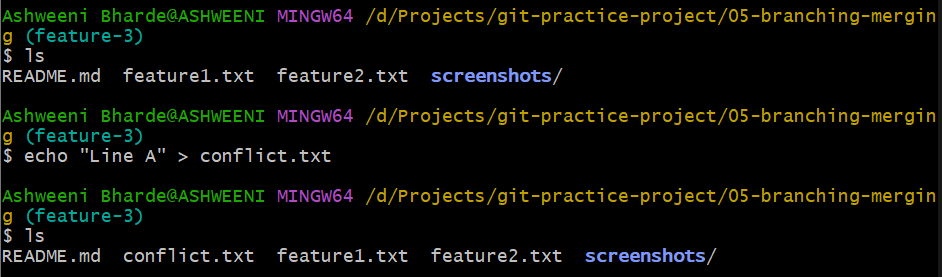 Ashweeni Bharde@ASHWEENI MINGW64 /d/Projects/git-practice-project/05-branching-mergin
g (feature-3)
$ ls
README.md  feature1.txt  feature2.txt  screenshots/
Ashweeni Bharde@ASHWEENI MINGW64 /d/Projects/git-practice-project/05-branching-mergin
g (feature-3)
$ echo "Line A" > conflict.txt
Ashweeni Bharde@ASHWEENI MINGW64 /d/Projects/git-practice-project/05-branching-mergin
g (feature-3)
$ ls
README.md  conflict.txt  feature1.txt  feature2.txt  screenshots/